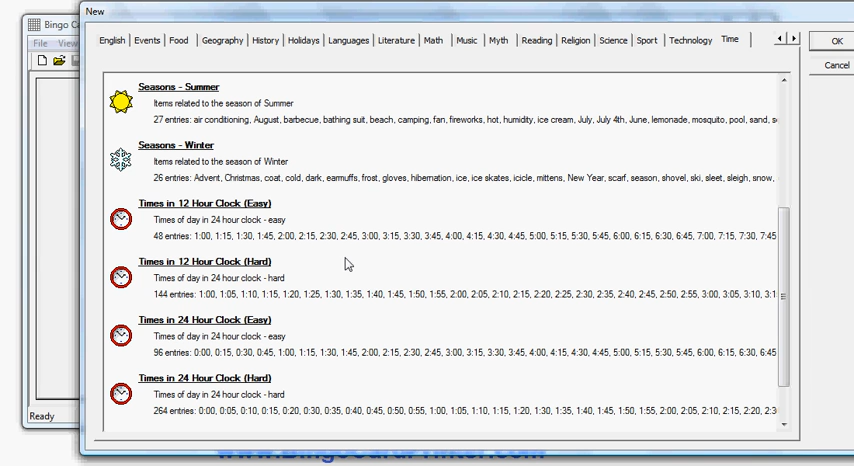 New
Bingo Ca
File View
English Events Food Geography History Holidays Languages Literature Math Music Myth Reading Religion Science Sport Technology Time
OK
Cancel
Seasons - Summer
Items related to the season of Summer
27 entries: air conditioning, August, barbecue, bathing suit, beach, camping, fan, fireworks, hot, humidity, ice cream, July, July 4th, June, lemonade, mosquito, pool, sand, s
Seasons - Winter
Items related to the season of Winter
26 entries: Advent, Christmas, coat, cold, dark, earmuffs, frost, gloves, hibernation, ice, ice skates, icicle, mittens, New Year, scarf, season, shovel, ski, sleet, sleigh, snow,
Times in 12 Hour Clock (Easy)
Times of day in 24 hour clock - easy
48 entries: 1:00, 1:15, 1:30, 1:45, 2:00, 2:15, 2:30, 2:45, 3:00, 3:15, 3:30, 3:45, 4:00, 4:15, 4:30, 4:45, 5:00, 5:15, 5:30, 5:45, 6:00, 6:15, 6:30, 6:45, 7:00, 7:15, 7:30, 7:45
Times in 12 Hour Clock (Hard)
Times of day in 24 hour clock - hard
144 entries: 1:00, 1:05, 1:10, 1:15, 1:20, 1:25, 1:30, 1:35, 1:40, 1:45, 1:50, 1:55, 2:00, 2:05, 2:10, 2:15, 2:20, 2:25, 2:30, 2:35, 2:40, 2:45, 2:50, 2:55, 3:00, 3:05, 3:10, 3:1
Times in 24 Hour Clock (Easy)
Times of day in 24 hour clock - easy
96 entries: 0:00, 0:15, 0:30, 0:45, 1:00, 1:15, 1:30, 1:45, 2:00, 2:15, 2:30, 2:45, 3:00, 3:15, 3:30, 3:45, 4:00, 4:15, 4:30, 4:45, 5:00, 5:15, 5:30, 5:45, 6:00, 6:15, 6:30, 6:45
Times in 24 Hour Clock (Hard)
Times of day in 24 hour clock - hard
264 entries: 0:00, 0:05, 0:10, 0:15, 0:20, 0:30, 0:35, 0:40, 0:45, 0:50, 0:55, 1:00, 1:05, 1:10, 1:15, 1:20, 1:30, 1:35, 1:40, 1:45, 1:50, 1:55, 2:00, 2:05, 2:10, 2:15, 2:20, 2:3
Ready
www.BingoCardPrinter.com